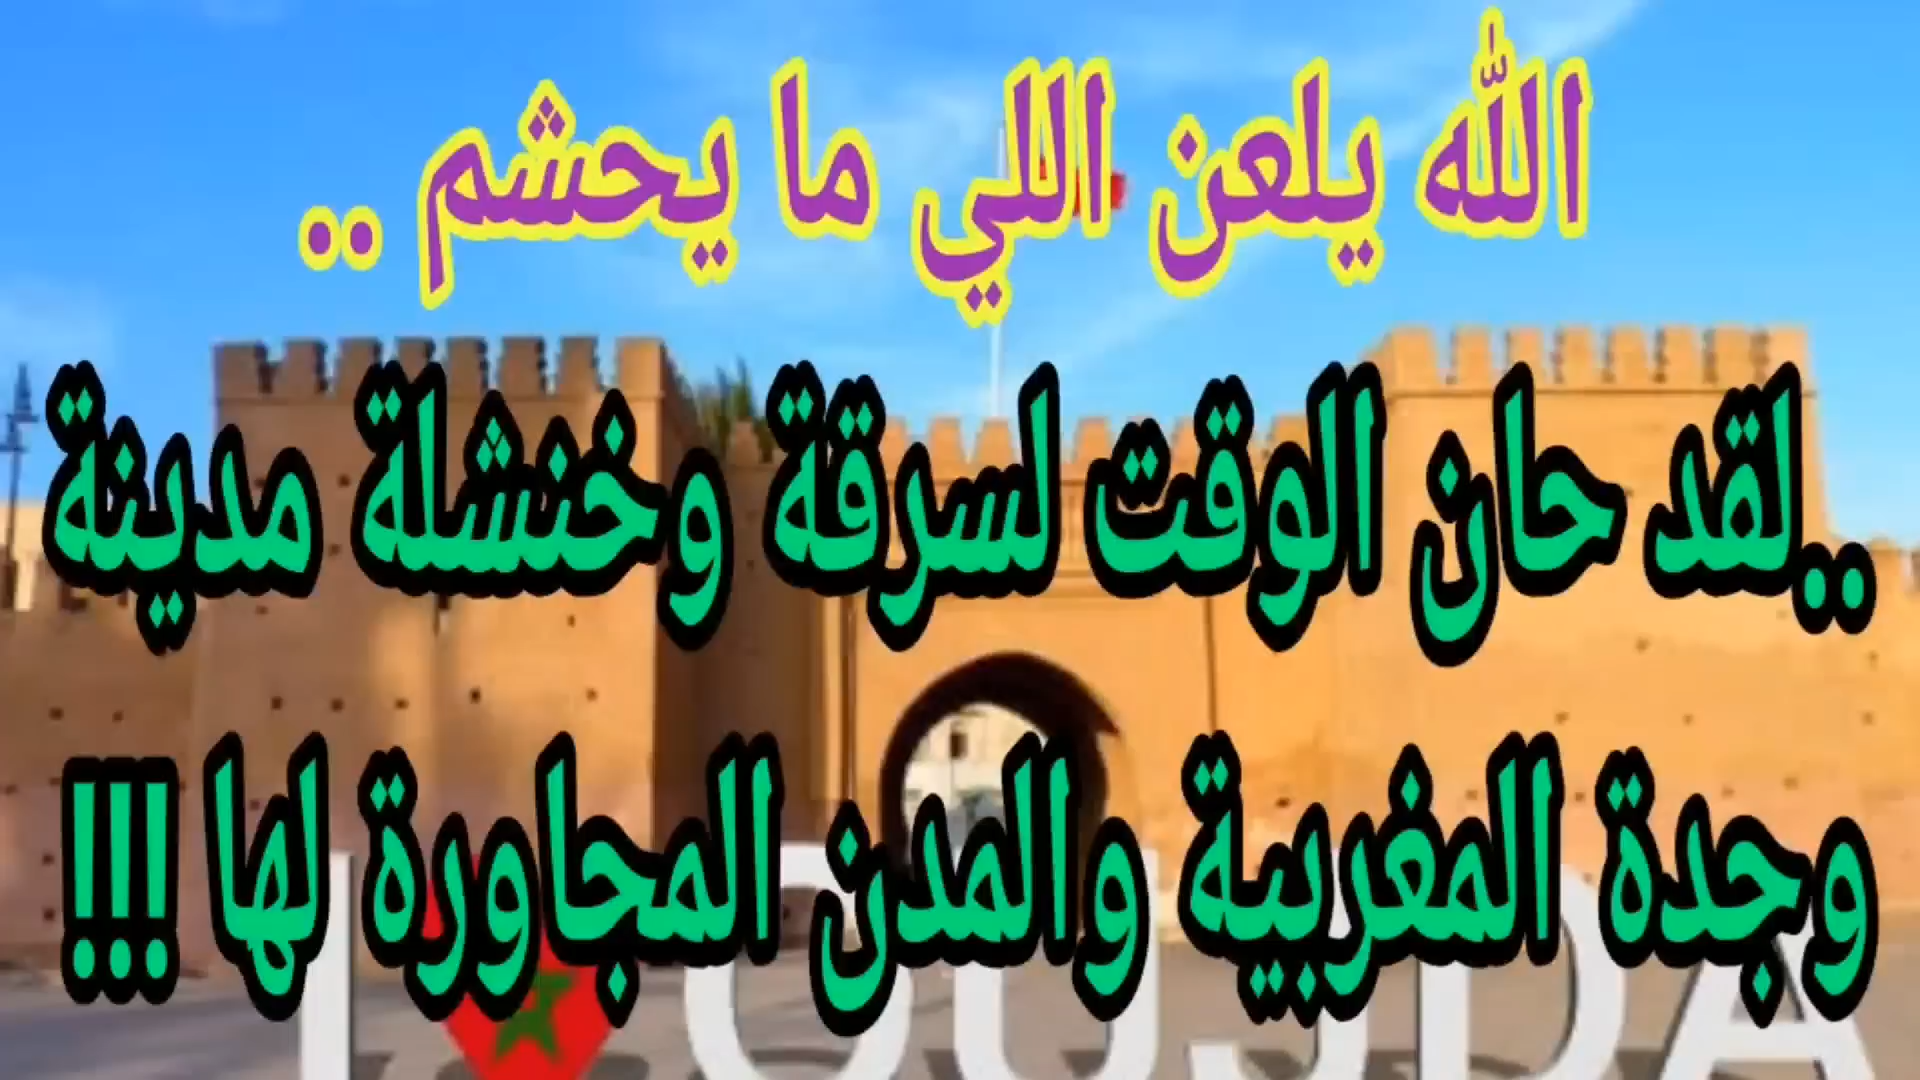 الله يلعن اللي ما يحشم ..
..لقد حان الوقت لسرقة وخنشلة مدينة
وجدة المغربية والمدن المجاورة لها !!!
I OUJDA